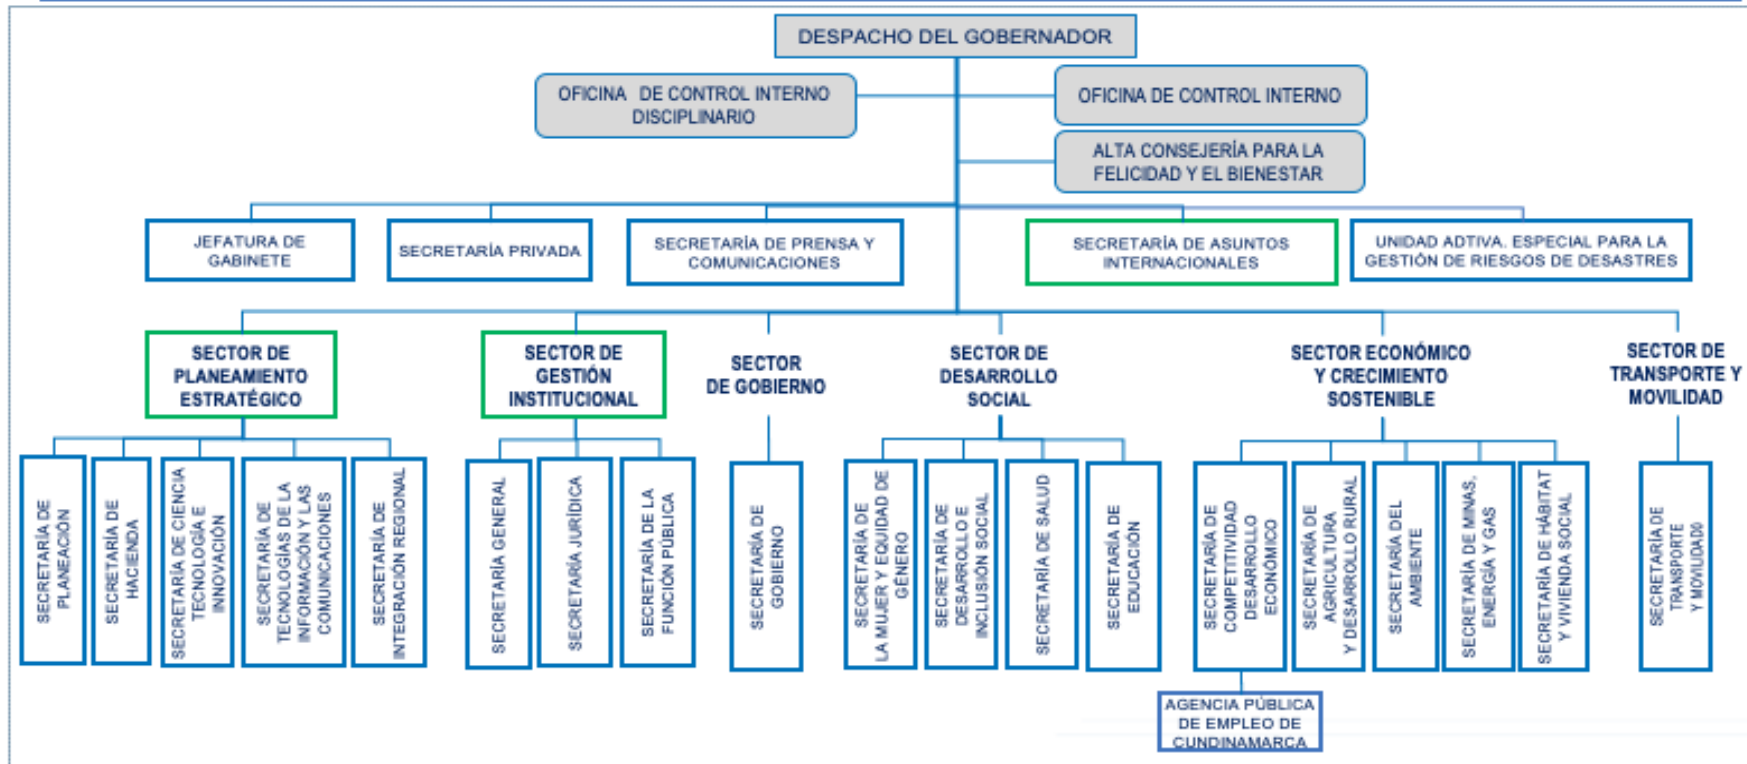 DESPACHO DEL GOBERNADOR
OFICINA DE CONTROL INTERNO
DISCIPLINARIO
OFICINA DE CONTROL INTERNO
ALTA CONSEJERÍA PARA LA
FELICIDAD Y EL BIENESTAR
JEFATURA DE
GABINETE
SECRETARÍA PRIVADA
SECRETARÍA DE PRENSA Y
COMUNICACIONES
SECRETARÍA DE ASUNTOS
INTERNACIONALES
UNIDAD ADTIVA. ESPECIAL PARA LA
GESTIÓN DE RIESGOS DE DESASTRES
SECTOR DE
PLANEAMIENTO
ESTRATÉGICO
SECTOR DE
GESTIÓN
INSTITUCIONAL
SECTOR
DE GOBIERNO
SECTOR DE
DESARROLLO
SOCIAL
SECTOR ECONÓMICO
Y CRECIMIENTO
SOSTENIBLE
SECTOR DE
TRANSPORTE Y
MOVILIDAD
SECRETARÍA DE
PLANEACIÓN
SECRETARÍA DE
HACIENDA
SECRETARÍA DE CIENCIA
TECNOLOGÍA E
INNOVACIÓN
SECRETARÍA DE
TECNOLOGÍAS DE LA
INFORMACIÓN Y LAS
COMUNICACIONES
SECRETARÍA DE
INTEGRACIÓN REGIONAL
SECRETARÍA GENERAL
SECRETARÍA JURÍDICA
SECRETARÍA DE LA
FUNCIÓN PÚBLICA
SECRETARÍA DE
GOBIERNO
SECRETARÍA DE
LA MUJER Y EQUIDAD DE
GÉNERO
SECRETARÍA DE
DESARROLLO E
INCLUSIÓN SOCIAL
SECRETARÍA DE SALUD
SECRETARÍA DE
EDUCACIÓN
SECRETARÍA DE
COMPETITIVIDAD
DESARROLLO
ECONÓMICO
SECRETARÍA DE
AGRICULTURA
Y DESARROLLO RURAL
SECRETARÍA DEL
AMBIENTE
SECRETARÍA DE MINAS,
ENERGÍA Y GAS
SECRETARÍA DE HÁBITAT
Y VIVIENDA SOCIAL
SECRETARÍA DE
TRANSPORTE
Y MOVILIDAD0
AGENCIA PÚBLICA
DE EMPLEO DE
CUNDINAMARCA